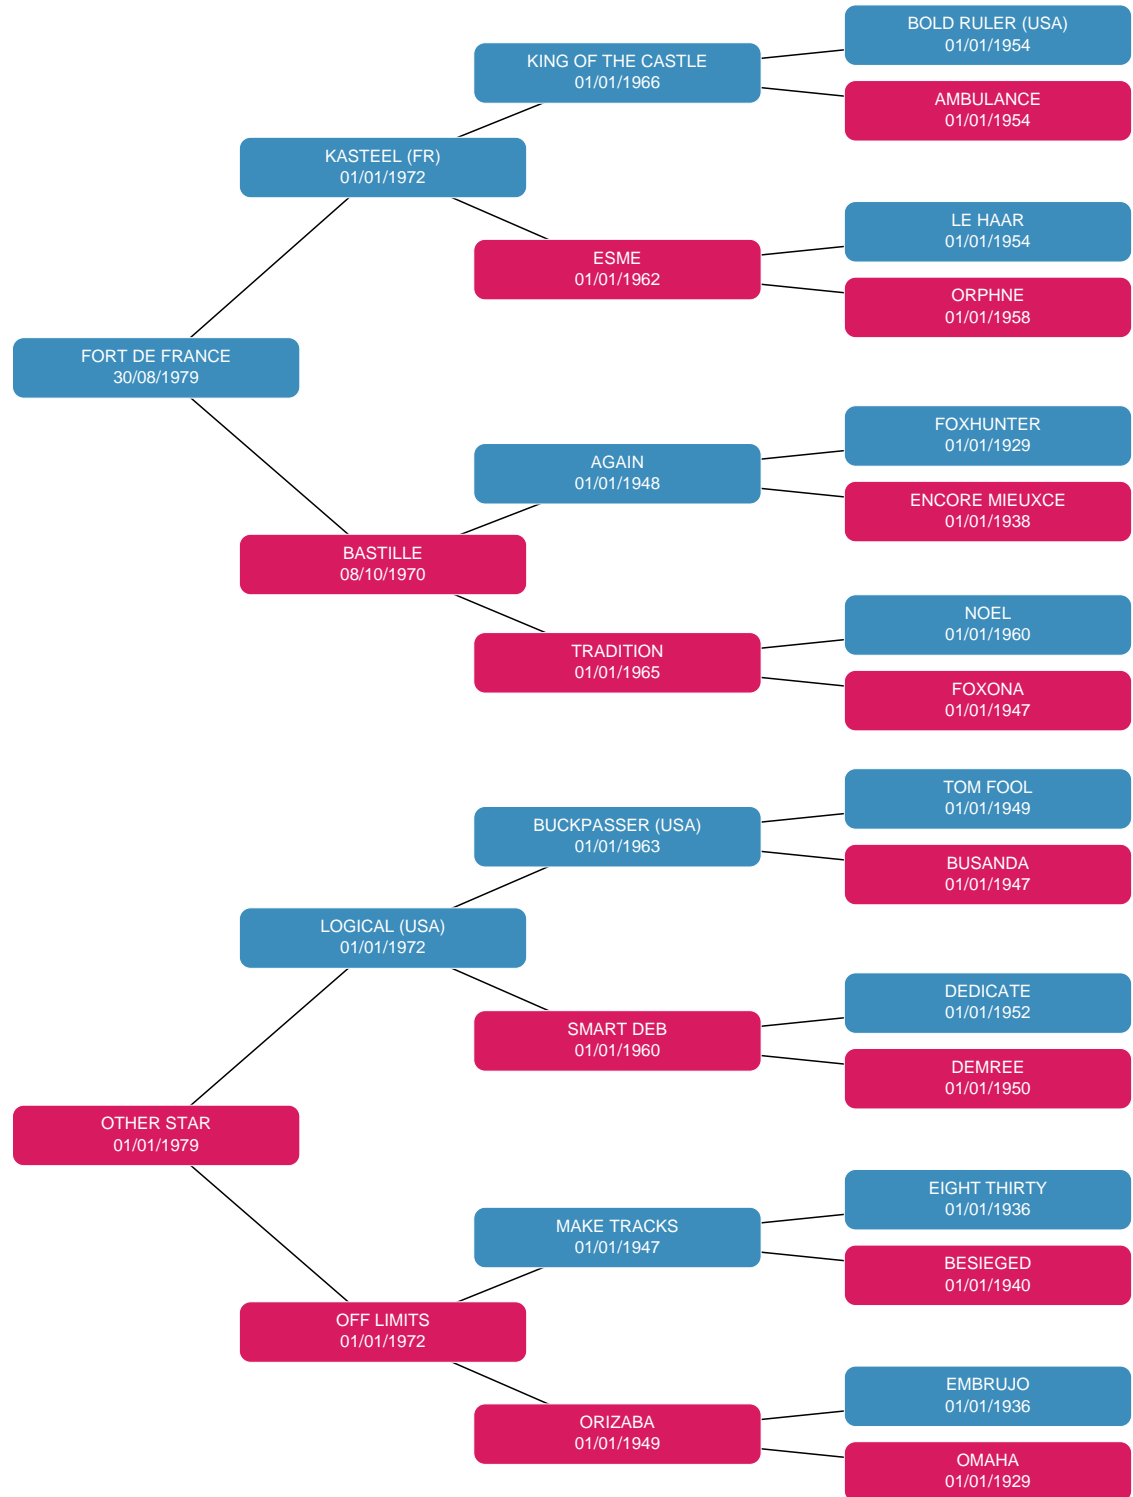 BOLD RULER (USA)
01/01/1954
KING OF THE CASTLE
01/01/1966
AMBULANCE
01/01/1954
KASTEEL (FR)
01/01/1972
LE HAAR
01/01/1954
ESME
01/01/1962
ORPHNE
01/01/1958
FORT DE FRANCE
30/08/1979
FOXHUNTER
01/01/1929
AGAIN
01/01/1948
ENCORE MIEUXCE
01/01/1938
BASTILLE
08/10/1970
NOEL
01/01/1960
TRADITION
01/01/1965
FOXONA
01/01/1947
TOM FOOL
01/01/1949
BUCKPASSER (USA)
01/01/1963
BUSANDA
01/01/1947
LOGICAL (USA)
01/01/1972
DEDICATE
01/01/1952
SMART DEB
01/01/1960
DEMREE
01/01/1950
OTHER STAR
01/01/1979
EIGHT THIRTY
01/01/1936
MAKE TRACKS
01/01/1947
BESIEGED
01/01/1940
OFF LIMITS
01/01/1972
EMBRUJO
01/01/1936
ORIZABA
01/01/1949
OMAHA
01/01/1929